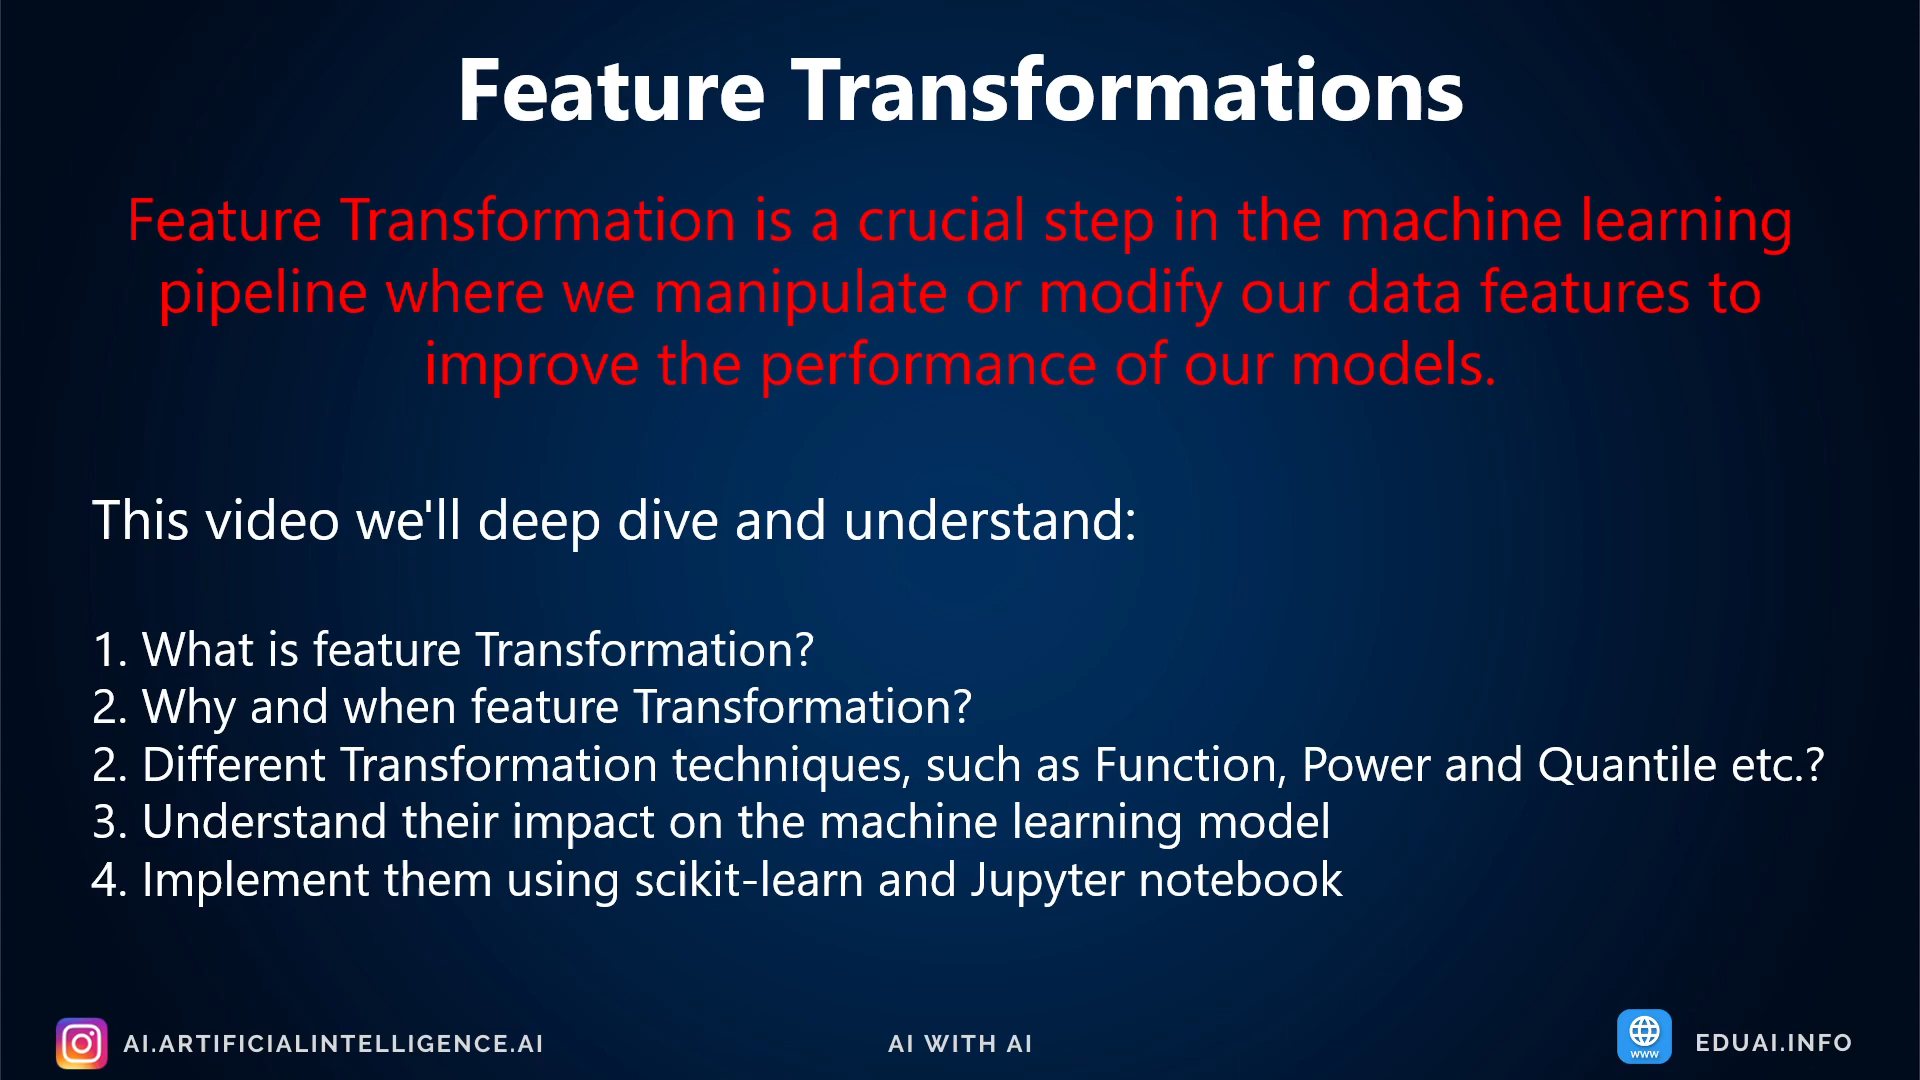 Feature Transformations
Feature Transformation is a crucial step in the machine learning
pipeline where we manipulate or modify our data features to
improve the performance of our models.
This video we'll deep dive and understand:
1. What is feature Transformation?
2. Why and when feature Transformation?
2. Different Transformation techniques, such as Function, Power and Quantile etc.?
3. Understand their impact on the machine learning model
4. Implement them using scikit-learn and Jupyter notebook
AI.ARTIFICIALINTELLIGENCE.AI
AI WITH AI
www
EDUAI.INFO